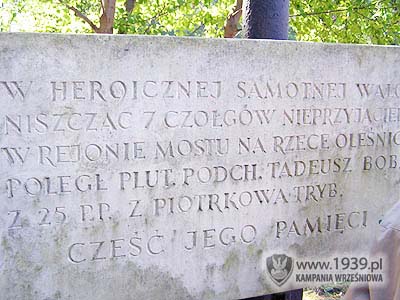 W HEROICZNEJ SAMOTNEJ WALC
NISZCZĄC 7 CZOŁGÓW NIEPRZYJACIEL
W REJONIE MOSTU NA RZECE OLEŚNIC
POLEGŁ PLUT. PODCH. TADEUSZ BOB
Z 25 P.P. Z PIOTRKOWA-TRYB.
CZEŚĆ JEGO PAMIĘCI
www.1939.pl
KAMPANIA WRZEŚNIOWA